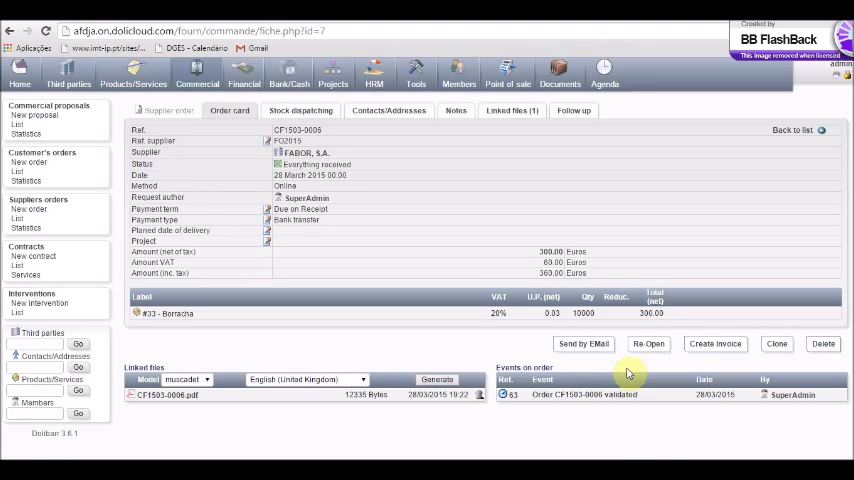 afdja.on.dolicloud.com/fourn/commande/fiche.php?id=7
Created by
BB FlashBack
This image removed when licensed
Aplicações
www.imt-ip.pt/sites/...
DGES - Calendário
Gmail
admin
Home
Third parties
Products/Services
Commercial
Financial
Bank/Cash
Projects
HRM
Tools
Members
Point of sale
Documents
Agenda
Commercial proposals
New proposal
List
Statistics
Customer's orders
New order
List
Statistics
Suppliers orders
New order
List
Statistics
Contracts
New contract
List
Services
Interventions
New intervention
List
Third parties
Go
Contacts/Addresses
Go
Products/Services
Go
Members
Go
Dolibarr 3.6.1
Supplier order
Order card
Stock dispatching
Contacts/Addresses
Notes
Linked files (1)
Follow up
Ref. CF1503-0006 Back to list
Ref. supplier FO2015
Supplier FABOR, S.A.
Status Everything received
Date 28 March 2015 00:00
Method Online
Request author SuperAdmin
Payment term Due on Receipt
Payment type Bank transfer
Planed date of delivery
Project
Amount (net of tax) 300.00 Euros
Amount VAT 60.00 Euros
Amount (inc. tax) 360.00 Euros
Label VAT U.P. (net) Qty Reduc. Total (net)
#33 - Borracha 20% 0.03 10000 300.00
Send by EMail
Re-Open
Create invoice
Clone
Delete
Linked files
Model muscadet English (United Kingdom) Generate
CF1503-0006.pdf 12335 Bytes 28/03/2015 19:22
Events on order
Ref. Event Date By
63 Order CF1503-0006 validated 28/03/2015 SuperAdmin